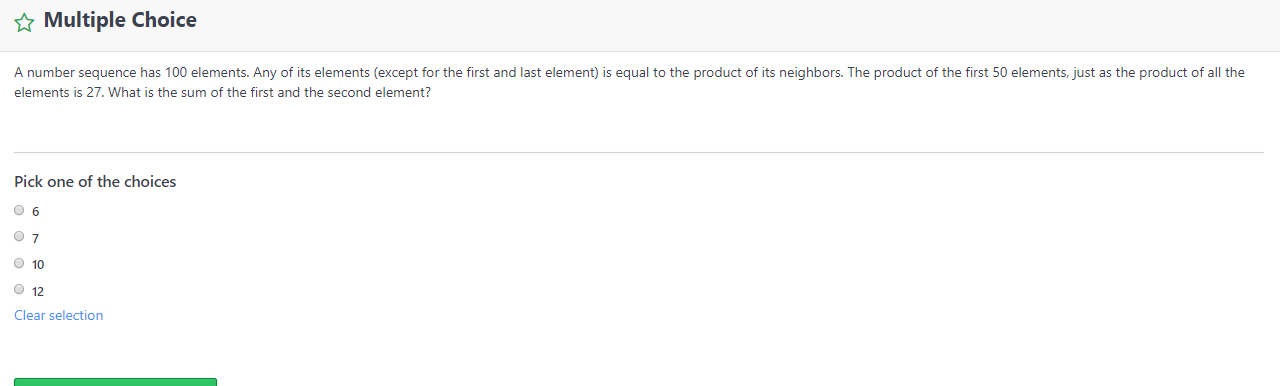 Multiple Choice
A number sequence has 100 elements. Any of its elements (except for the first and last element) is equal to the product of its neighbors. The product of the first 50 elements, just as the product of all the
elements is 27. What is the sum of the first and the second element?
Pick one of the choices
6
7
10
12
Clear selection